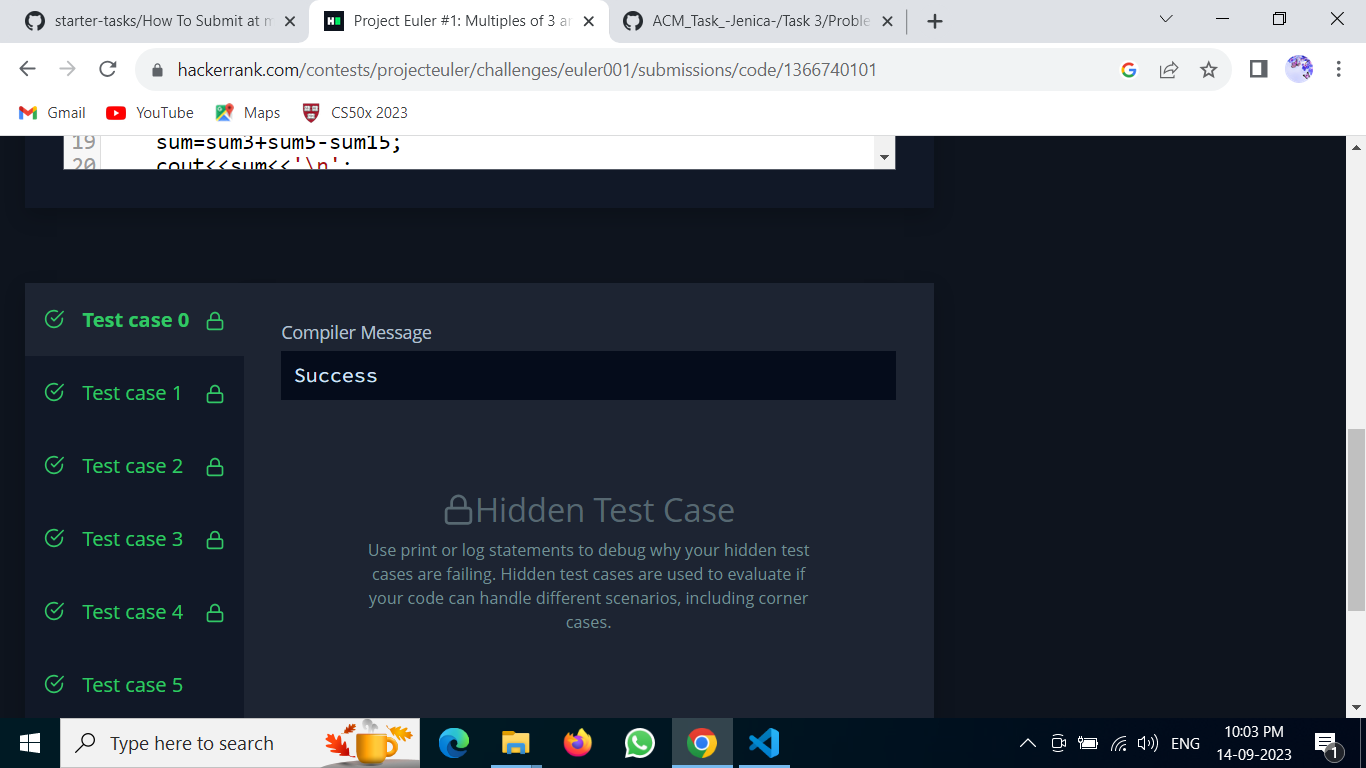 starter-tasks/How To Submit at m
Project Euler #1: Multiples of 3 a
ACM_Task_-Jenica-/Task 3/Proble
hackerrank.com/contests/projecteuler/challenges/euler001/submissions/code/1366740101
Gmail YouTube Maps CS50x 2023
19 sum=sum3+sum5-sum15;
20 cout<<sum<<'\n';
Test case 0
Test case 1
Test case 2
Test case 3
Test case 4
Test case 5
Compiler Message
Success
Hidden Test Case
Use print or log statements to debug why your hidden test
cases are failing. Hidden test cases are used to evaluate if
your code can handle different scenarios, including corner
cases.
Type here to search
ENG
10:03 PM
14-09-2023
1